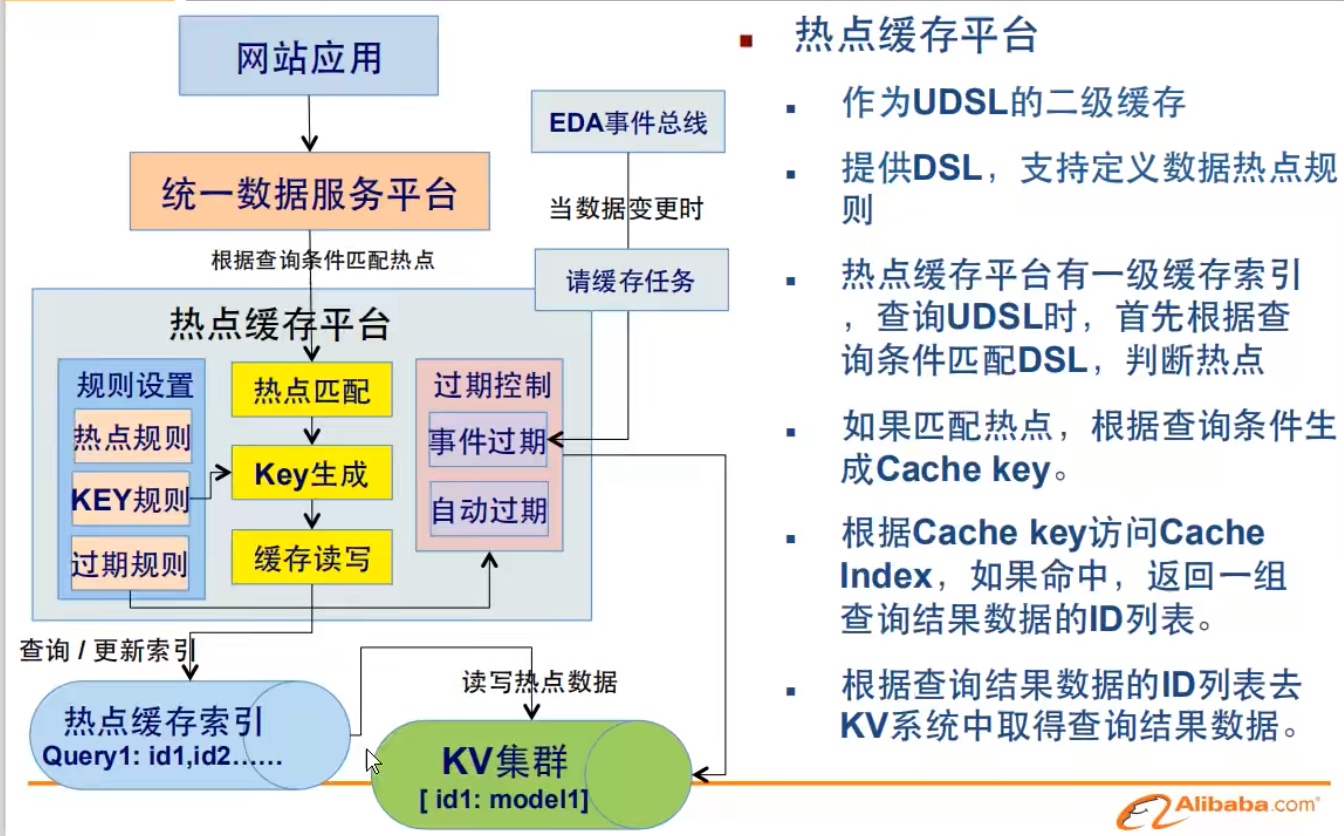 网站应用
EDA事件总线
统一数据服务平台
当数据变更时
根据查询条件匹配热点
请缓存任务
热点缓存平台
规则设置
热点规则
KEY规则
过期规则
热点匹配
Key生成
缓存读写
过期控制
事件过期
自动过期
查询 / 更新索引
读写热点数据
热点缓存索引
Query1: id1,id2......
KV集群
[ id1: model1]
热点缓存平台
作为UDSL的二级缓存
提供DSL，支持定义数据热点规
则
热点缓存平台有一级缓存索引
，查询UDSL时，首先根据查
询条件匹配DSL，判断热点
如果匹配热点，根据查询条件生
成Cache key。
根据Cache key访问Cache
Index，如果命中，返回一组
查询结果数据的ID列表。
根据查询结果数据的ID列表去
KV系统中取得查询结果数据。
Alibaba.com®